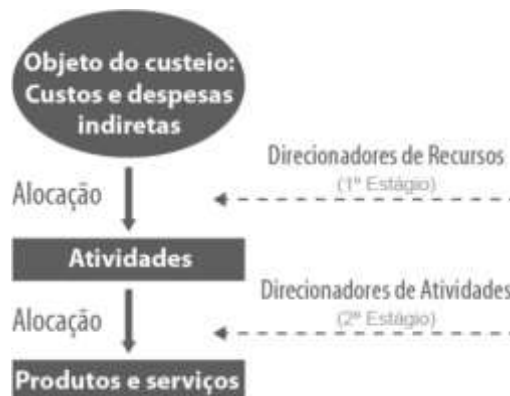 Objeto do custeio:
Custos e despesas
indiretas
Direcionadores de Recursos
(1º Estágio)
Alocação
Atividades
Direcionadores de Atividades
(2º Estágio)
Alocação
Produtos e serviços